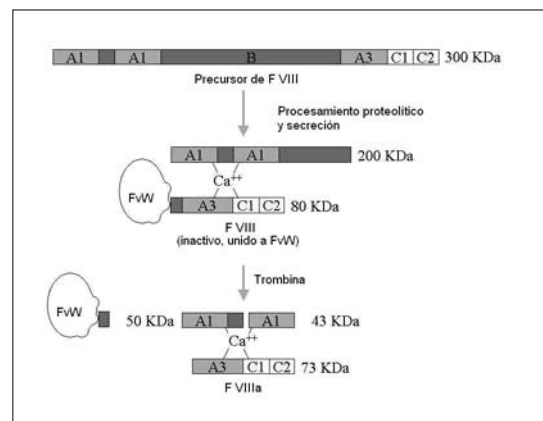 A1 A1 B A3 C1 C2 300 KDa
Precursor de F VIII
Procesamiento proteolítico
y secreción
A1 A1 200 KDa
Ca++
FvW
A3 C1 C2 80 KDa
F VIII
(inactivo, unido a FvW)
Trombina
FvW 50 KDa A1 A1 43 KDa
Ca++
A3 C1 C2 73 KDa
F VIIIa